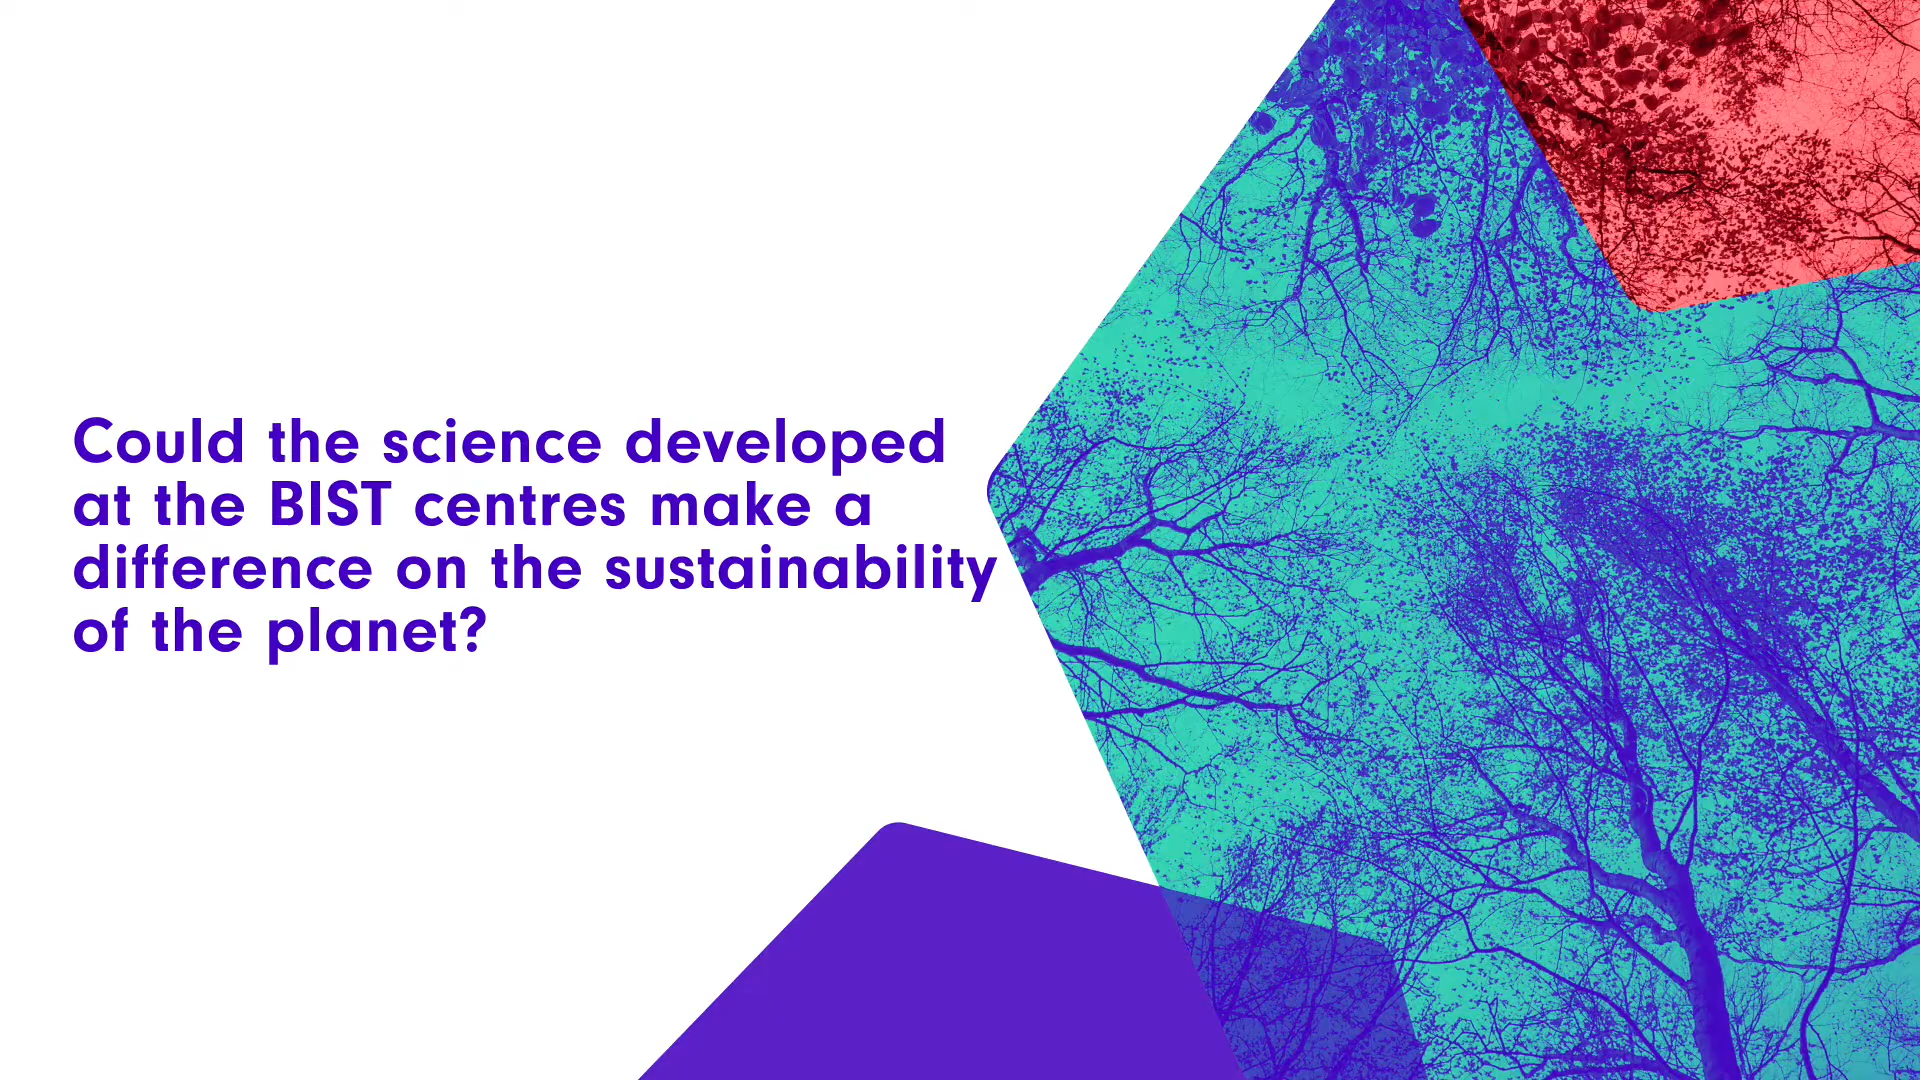 Could the science developed
at the BIST centres make a
difference on the sustainability
of the planet?